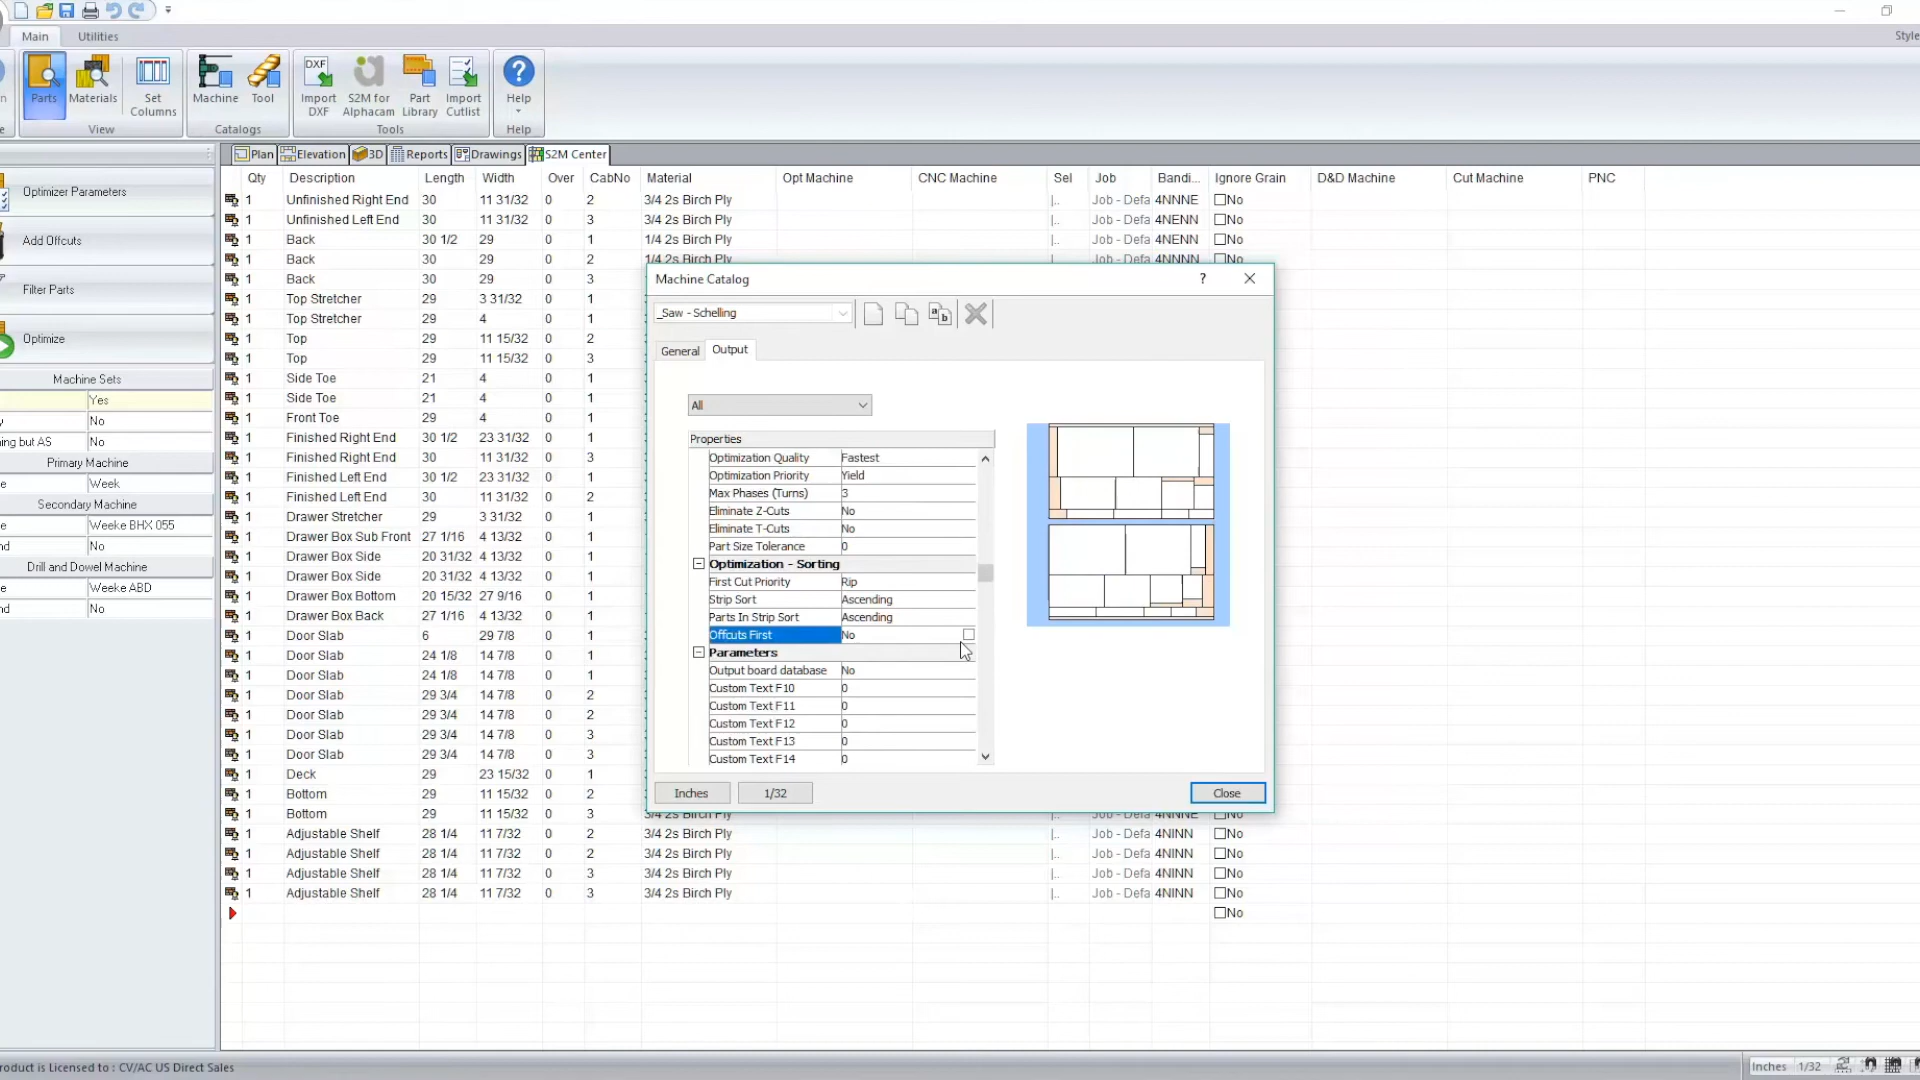 Main Utilities
Style
Parts Materials Set Columns Machine Tool Import DXF S2M for Alphacam Part Library Import Cutlist Help
View Catalogs Tools Help
Plan Elevation 3D Reports Drawings S2M Center
Optimizer Parameters
Add Offcuts
Filter Parts
Optimize
Machine Sets
Yes
No
ning but AS No
Primary Machine
Week
Secondary Machine
Weeke BHX 055
No
Drill and Dowel Machine
Weeke ABD
No
Qty Description Length Width Over CabNo Material Opt Machine CNC Machine Sel Job Bandi... Ignore Grain D&D Machine Cut Machine PNC
1 Unfinished Right End 30 11 31/32 0 2 3/4 2s Birch Ply Job - Defa 4NNNE No
1 Unfinished Left End 30 11 31/32 0 3 3/4 2s Birch Ply Job - Defa 4NENN No
1 Back 30 1/2 29 0 1 1/4 2s Birch Ply Job - Defa 4NENN No
1 Back 30 29 0 2 1/4 2s Birch Ply Job - Defa 4NNNN No
1 Back 30 29 0 3
1 Top Stretcher 29 3 31/32 0 1
1 Top Stretcher 29 4 0 1
1 Top 29 11 15/32 0 2
1 Top 29 11 15/32 0 3
1 Side Toe 21 4 0 1
1 Side Toe 21 4 0 1
1 Front Toe 29 4 0 1
1 Finished Right End 30 1/2 23 31/32 0 1
1 Finished Right End 30 11 31/32 0 3
1 Finished Left End 30 1/2 23 31/32 0 1
1 Finished Left End 30 11 31/32 0 2
1 Drawer Stretcher 29 3 31/32 0 1
1 Drawer Box Sub Front 27 1/16 4 13/32 0 1
1 Drawer Box Side 20 31/32 4 13/32 0 1
1 Drawer Box Side 20 31/32 4 13/32 0 1
1 Drawer Box Bottom 20 15/32 27 9/16 0 1
1 Drawer Box Back 27 1/16 4 13/32 0 1
1 Door Slab 6 29 7/8 0 1
1 Door Slab 24 1/8 14 7/8 0 1
1 Door Slab 24 1/8 14 7/8 0 1
1 Door Slab 29 3/4 14 7/8 0 2
1 Door Slab 29 3/4 14 7/8 0 2
1 Door Slab 29 3/4 14 7/8 0 3
1 Door Slab 29 3/4 14 7/8 0 3
1 Deck 29 23 15/32 0 1
1 Bottom 29 11 15/32 0 2
1 Bottom 29 11 15/32 0 3 3/4 2s Birch Ply Job - Defa 4NNNE No
1 Adjustable Shelf 28 1/4 11 7/32 0 2 3/4 2s Birch Ply Job - Defa 4NINN No
1 Adjustable Shelf 28 1/4 11 7/32 0 2 3/4 2s Birch Ply Job - Defa 4NINN No
1 Adjustable Shelf 28 1/4 11 7/32 0 3 3/4 2s Birch Ply Job - Defa 4NINN No
1 Adjustable Shelf 28 1/4 11 7/32 0 3 3/4 2s Birch Ply Job - Defa 4NINN No
No
Machine Catalog ?
_Saw - Schelling
General Output
All
Properties
Optimization Quality Fastest
Optimization Priority Yield
Max Phases (Turns) 3
Eliminate Z-Cuts No
Eliminate T-Cuts No
Part Size Tolerance 0
Optimization - Sorting
First Cut Priority Rip
Strip Sort Ascending
Parts In Strip Sort Ascending
Offcuts First No
Parameters
Output board database No
Custom Text F10 0
Custom Text F11 0
Custom Text F12 0
Custom Text F13 0
Custom Text F14 0
Inches 1/32 Close
roduct is Licensed to : CV/AC US Direct Sales
Inches 1/32